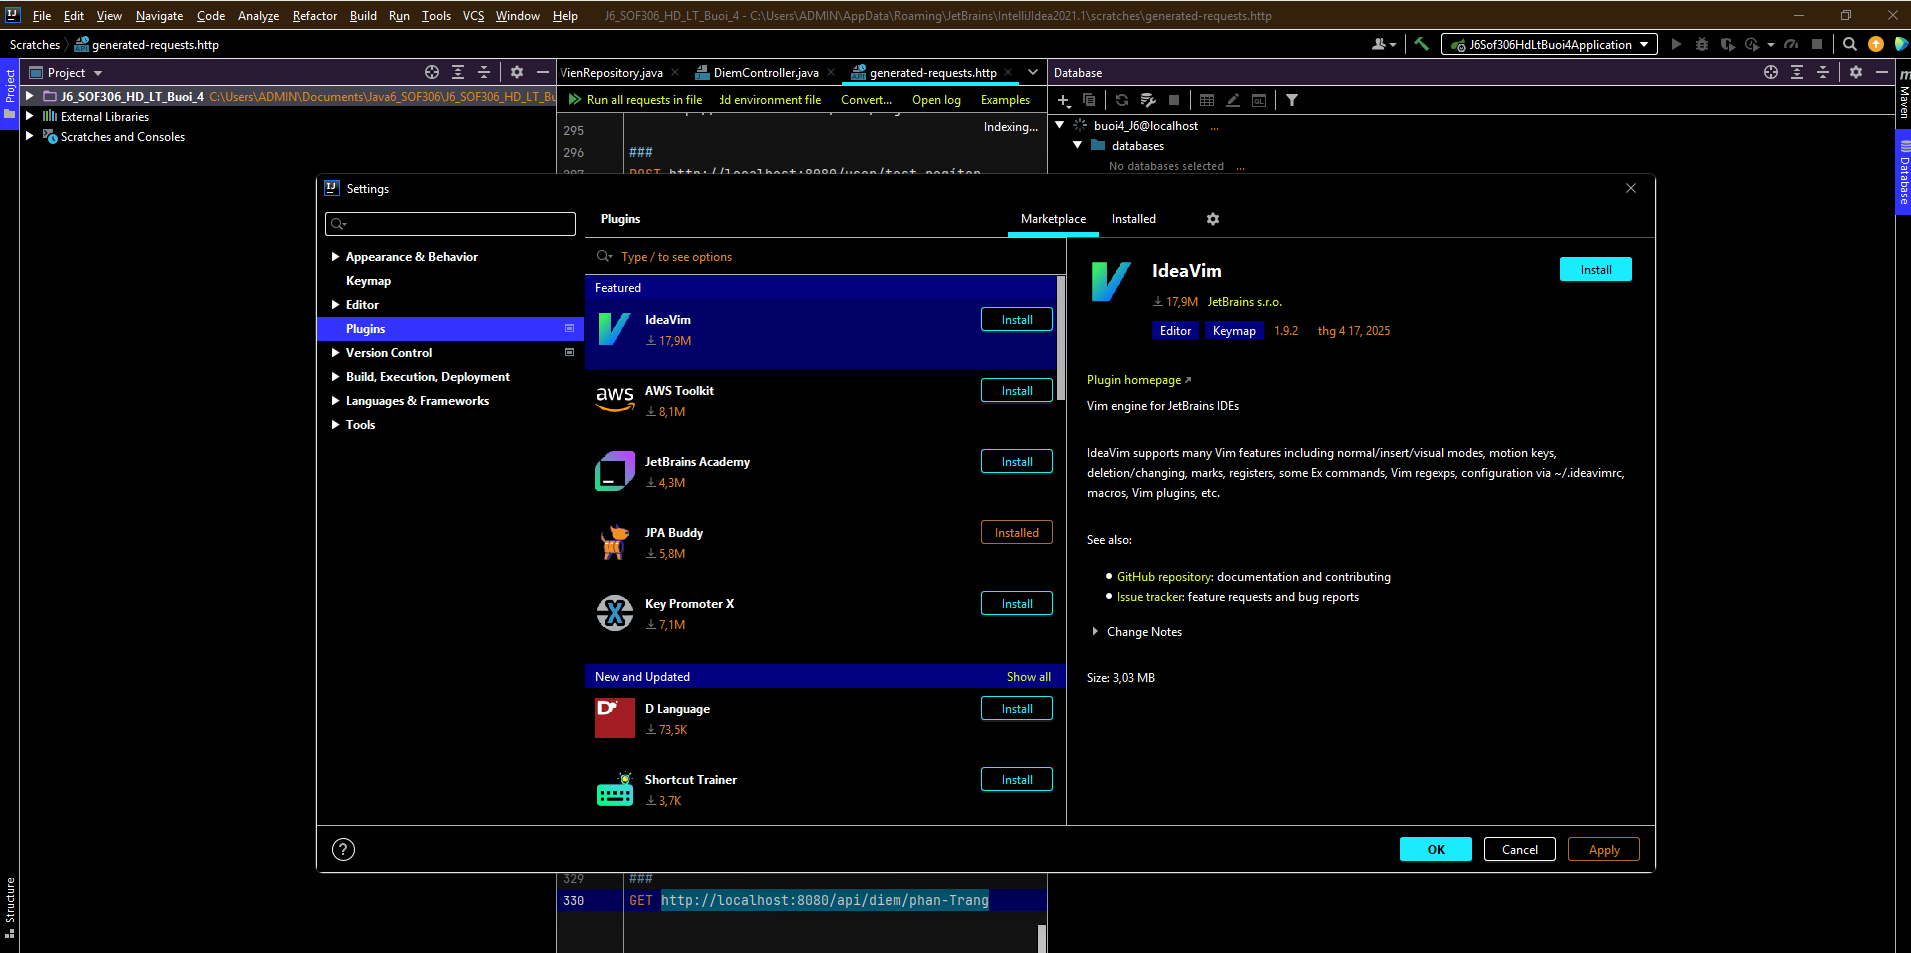 File Edit View Navigate Code Analyze Refactor Build Run Tools VCS Window Help J6_SOF306_HD_LT_Buoi_4 - C:\Users\ADMIN\AppData\Roaming\JetBrains\IntelliJIdea2021.1\scratches\generated-requests.http
Scratches generated-requests.http J6Sof306HdLtBuoi4Application
Project
Project
VienRepository.java DiemController.java generated-requests.http
Database
J6_SOF306_HD_LT_Buoi_4 C:\Users\ADMIN\Documents\Java6_SOF306\J6_SOF306_HD_LT_Bu
External Libraries
Scratches and Consoles
Run all requests in file dd environment file Convert... Open log Examples
Indexing...
295
296 ###
buoi4_J6@localhost ...
databases
No databases selected ...
Maven
Database
Settings
Appearance & Behavior
Keymap
Editor
Plugins
Version Control
Build, Execution, Deployment
Languages & Frameworks
Tools
Plugins Marketplace Installed
Type / to see options
Featured
IdeaVim Install
17,9M
AWS Toolkit Install
aws
8,1M
JetBrains Academy Install
4,3M
JPA Buddy Installed
5,8M
Key Promoter X Install
7,1M
New and Updated Show all
D Language Install
73,5K
Shortcut Trainer Install
3,7K
IdeaVim Install
17,9M JetBrains s.r.o.
Editor Keymap 1.9.2 thg 4 17, 2025
Plugin homepage
Vim engine for JetBrains IDEs
IdeaVim supports many Vim features including normal/insert/visual modes, motion keys,
deletion/changing, marks, registers, some Ex commands, Vim regexps, configuration via ~/.ideavimrc,
macros, Vim plugins, etc.
See also:
GitHub repository: documentation and contributing
Issue tracker: feature requests and bug reports
Change Notes
Size: 3,03 MB
? OK Cancel Apply
329 ###
330 GET http://localhost:8080/api/diem/phan-Trang
Structure